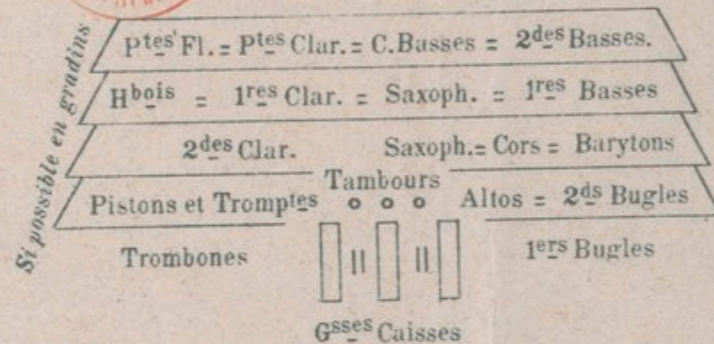 Si possible en gradins
Ptes Fl. = Ptes Clar. = C. Basses = 2des Basses.
Hbois = 1res Clar. = Saxoph. = 1res Basses
2des Clar. Saxoph. = Cors = Barytons
Tambours
Pistons et Tromptes Altos = 2ds Bugles
Trombones 1ers Bugles
Gsses Caisses